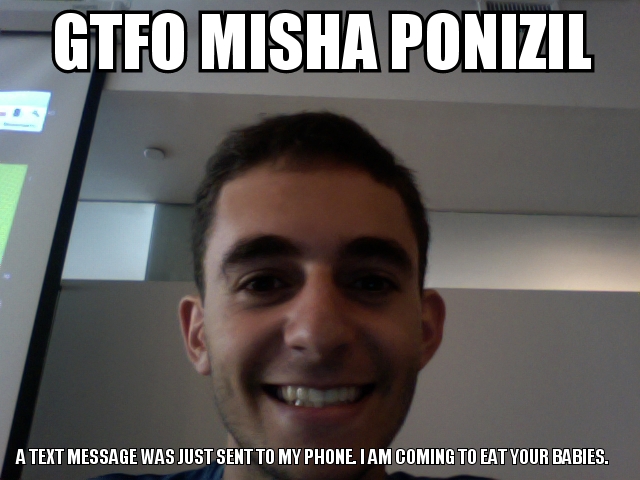 GTFO MISHA PONIZIL
A TEXT MESSAGE WAS JUST SENT TO MY PHONE. I AM COMING TO EAT YOUR BABIES.